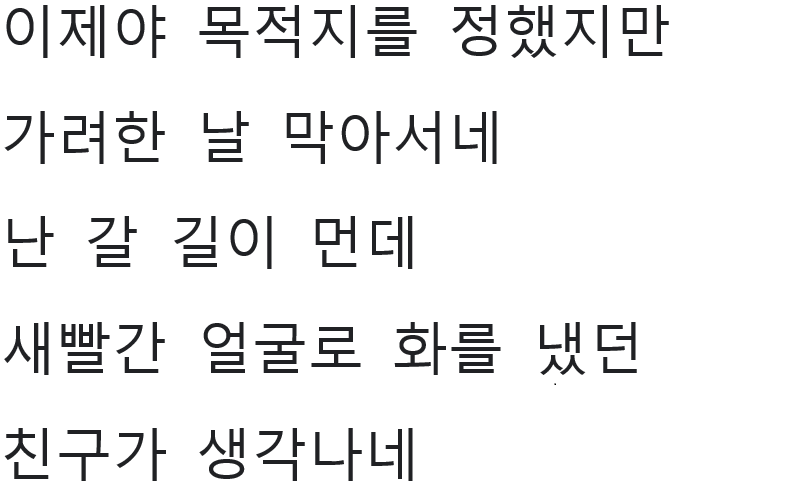 이제야 목적지를 정했지만
가려한 날 막아서네
난 갈 길이 먼데
새빨간 얼굴로 화를 냈던
친구가 생각나네